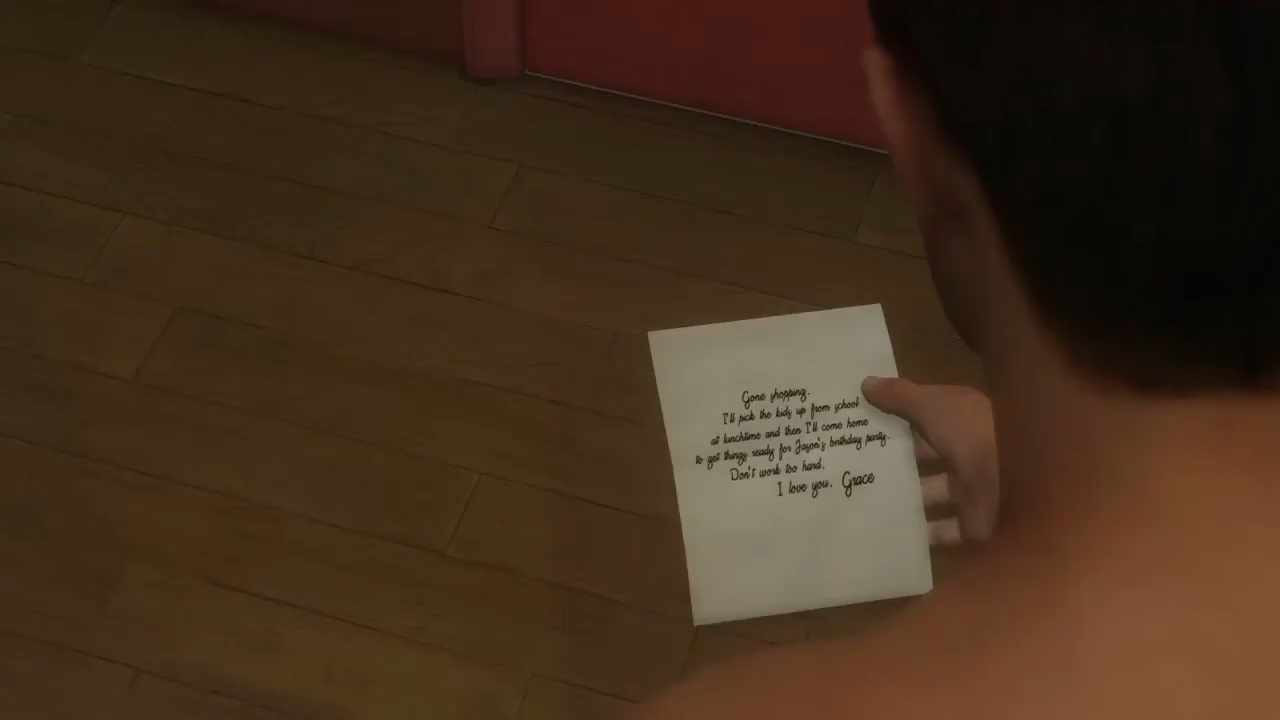 Gone shopping.
I'll pick the kids up from school
at lunchtime and then I'll come home
to get things ready for Jason's birthday party.
Don't work too hard.
I love you. Grace